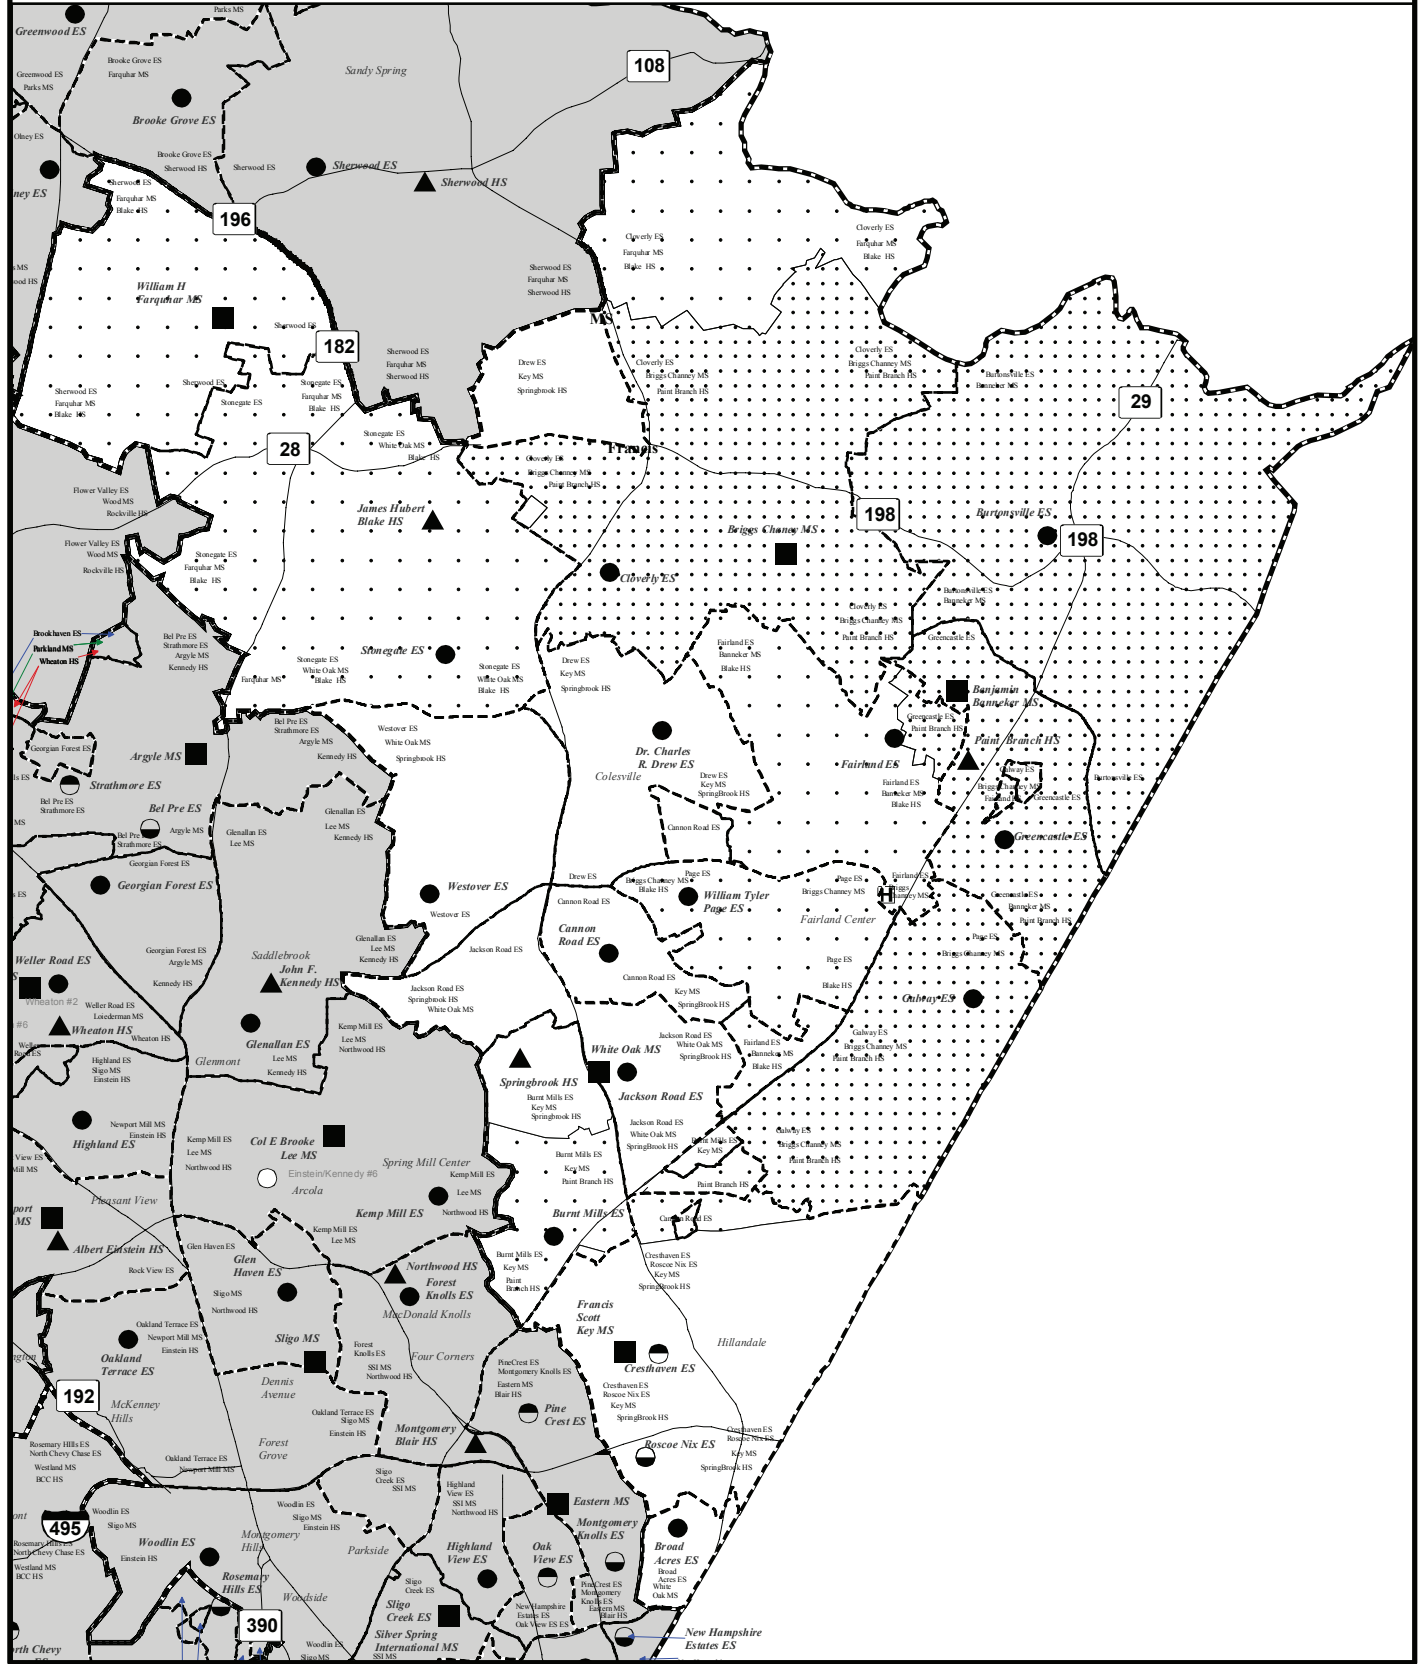 Parks MS
Greenwood ES
Brooke Grove ES
Farquhar MS
Sandy Spring
108
Greenwood ES
Parks MS
Brooke Grove ES
Olney ES
Brooke Grove ES
Sherwood HS
Sherwood ES
Sherwood ES
Sherwood HS
ney ES
Sherwood ES
Farquhar MS
Blake HS
196
Cloverly ES
Farquhar MS
Blake HS
Cloverly ES
Farquhar MS
Blake HS
Sherwood ES
Farquhar MS
Sherwood HS
William H
Farquhar MS
Sherwood ES
MS
182
Sherwood ES
Farquhar MS
Sherwood HS
Drew ES
Key MS
Springbrook HS
Cloverly ES
Briggs Channey MS
Paint Branch HS
Cloverly ES
Briggs Channey MS
Paint Branch HS
Burtonsville ES
Banneker MS
Sherwood ES
Farquhar MS
Blake HS
Sherwood ES
Stonegate ES
Stonegate ES
Farquhar MS
Blake HS
29
Stonegate ES
White Oak MS
Blake HS
28
Francis
Cloverly ES
Briggs Channey MS
Paint Branch HS
Flower Valley ES
Wood MS
Rockville HS
James Hubert
Blake HS
Briggs Chaney MS
198
Burtonsville ES
198
Flower Valley ES
Wood MS
Rockville HS
Stonegate ES
Farquhar MS
Blake HS
Cloverly ES
Burtonsville ES
Banneker MS
Cloverly ES
Briggs Channey MS
Paint Branch HS
Greencastle ES
Brookhaven ES
Parkland MS
Wheaton HS
Bel Pre ES
Strathmore ES
Argyle MS
Kennedy HS
Stonegate ES
Stonegate ES
White Oak MS
Blake HS
Farquhar MS
Stonegate ES
White Oak MS
Blake HS
Drew ES
Key MS
Springbrook HS
Fairland ES
Banneker MS
Blake HS
Benjamin
Banneker MS
Greencastle ES
Paint Branch HS
Paint Branch HS
Bel Pre ES
Strathmore ES
Argyle MS
Kennedy HS
Westover ES
White Oak MS
Springbrook HS
Georgian Forest ES
Argyle MS
Dr. Charles
R. Drew ES
Colesville
Drew ES
Key MS
SpringBrook HS
Fairland ES
Fairland ES
Banneker MS
Blake HS
Galway ES
Briggs Channey MS
Fairland ES
Greencastle ES
Burtonsville ES
Strathmore ES
Bel Pre ES
Strathmore ES
Bel Pre ES
Argyle MS
Bel Pre ES
Strathmore ES
Glenallan ES
Lee MS
Glenallan ES
Lee MS
Kennedy HS
Cannon Road ES
Greencastle ES
Georgian Forest ES
Georgian Forest ES
Westover ES
Westover ES
Drew ES
Cannon Road ES
Page ES
Briggs Channey MS
Blake HS
William Tyler
Page ES
Page ES
Briggs Channey MS
Fairland ES
Briggs
Channey MS
H
Fairland Center
Greencastle ES
Banneker MS
Paint Branch HS
Cannon
Road ES
Page ES
Briggs Channey MS
Georgian Forest ES
Argyle MS
Kennedy HS
Glenallan ES
Lee MS
Kennedy HS
Jackson Road ES
Saddlebrook
John F.
Kennedy HS
Weller Road ES
Wheaton #2
Weller Road ES
Loiederman MS
Wheaton HS
Wheaton HS
Jackson Road ES
Springbrook HS
White Oak MS
Cannon Road ES
Key MS
SpringBrook HS
Page ES
Blake HS
Galway ES
Glenallan ES
Kemp Mill ES
Lee MS
Northwood HS
Glenmont
Lee MS
Kennedy HS
Weller
Road ES
Highland ES
Sligo MS
Einstein HS
White Oak MS
Jackson Road ES
White Oak MS
SpringBrook HS
Fairland ES
Banneker MS
Blake HS
Galway ES
Briggs Channey MS
Paint Branch HS
Springbrook HS
Burnt Mills ES
Key MS
Springbrook HS
Jackson Road ES
Highland ES
Newport Mill MS
Einstein HS
Kemp Mill ES
Lee MS
Northwood HS
Col E Brooke
Lee MS
Jackson Road ES
White Oak MS
SpringBrook HS
Burnt Mills ES
Key MS
Galway ES
Briggs Channey MS
Paint Branch HS
Burnt Mills ES
Key MS
Paint Branch HS
Paint Branch HS
View ES
Mill MS
Einstein/Kennedy #6
Arcola
Spring Mill Center
Kemp Mill ES
Lee MS
Northwood HS
Kemp Mill ES
Pleasant View
port
MS
Albert Einstein HS
Kemp Mill ES
Lee MS
Burnt Mills ES
Cannon Road ES
Glen Haven ES
Glen
Haven ES
Rock View ES
Sligo MS
Northwood HS
Northwood HS
Forest
Knolls ES
MacDonald Knolls
Burnt Mills ES
Key MS
Paint
Branch HS
Cresthaven ES
Roscoe Nix ES
Key MS
SpringBrook HS
Francis
Scott
Key MS
Hillandale
Oakland Terrace ES
Newport Mill MS
Einstein HS
Oakland
Terrace ES
Sligo MS
Forest
Knolls ES
SSI MS
Northwood HS
Four Corners
PineCrest ES
Montgomery Knolls ES
Eastern MS
Blair HS
Cresthaven ES
Cresthaven ES
Roscoe Nix ES
Key MS
SpringBrook HS
192
McKenney
Hills
Dennis
Avenue
Oakland Terrace ES
Sligo MS
Einstein HS
Montgomery
Blair HS
Pine
Crest ES
Forest
Grove
Roscoe Nix ES
Cresthaven ES
Roscoe Nix ES
Key MS
SpringBrook HS
Rosemary Hills ES
North Chevy Chase ES
Westland MS
BCC HS
Oakland Terrace ES
Newport Mill MS
Sligo
Creek ES
SSI MS
Highland
View ES
SSI MS
Northwood HS
Eastern MS
Montgomery
Knolls ES
Woodlin ES
Sligo MS
Einstein HS
Woodlin ES
Sligo MS
Einstein HS
495
Woodlin ES
Montgomery
Hills
Parkside
Highland
View ES
Oak
View ES
Broad
Acres ES
Broad
Acres ES
White
Oak MS
Rosemary Hills ES
North Chevy Chase ES
Westland MS
BCC HS
Rosemary
Hills ES
Woodside
Sligo
Creek ES
Sligo
Creek ES
PineCrest ES
Montgomery
Knolls ES
Eastern MS
Blair HS
New Hampshire
Estates ES
Oak View ES ES
390
Silver Spring
International MS
SSI MS
Woodlin ES
Sligo MS
New Hampshire
Estates ES
rth Chevy